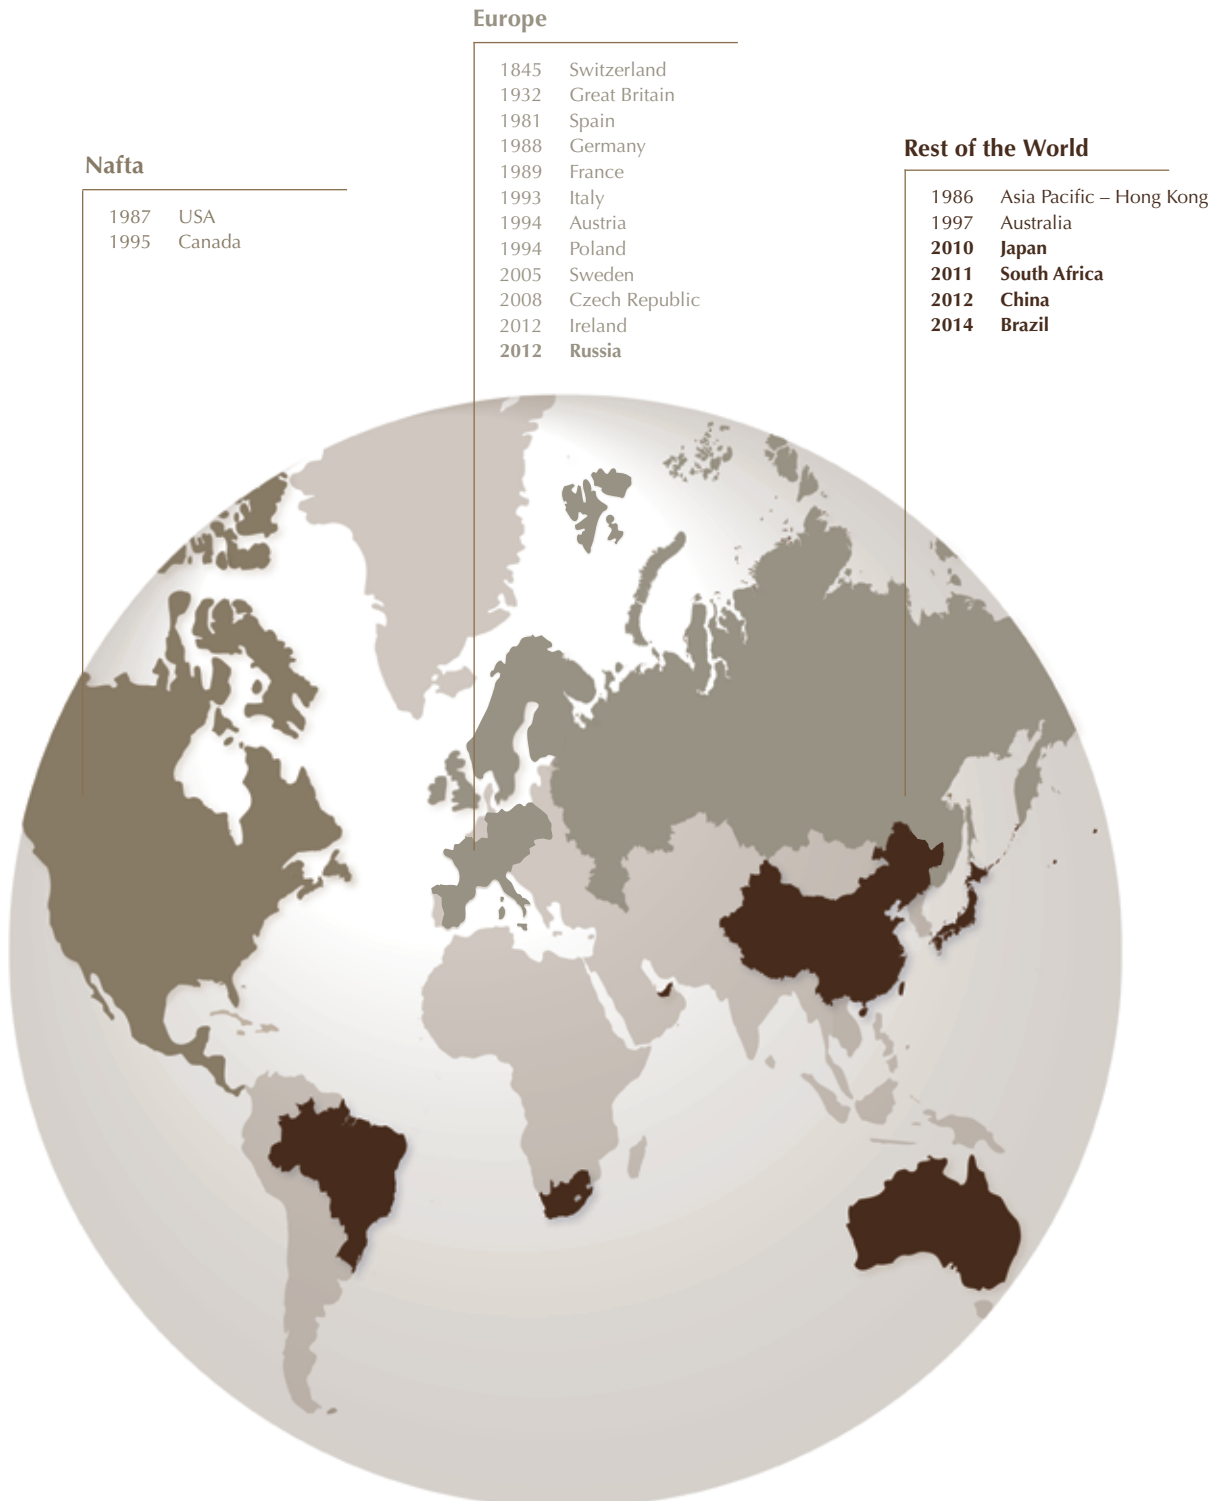 Europe
1845 Switzerland
1932 Great Britain
1981 Spain
1988 Germany
1989 France
1993 Italy
1994 Austria
1994 Poland
2005 Sweden
2008 Czech Republic
2012 Ireland
2012 Russia
Nafta
1987 USA
1995 Canada
Rest of the World
1986 Asia Pacific – Hong Kong
1997 Australia
2010 Japan
2011 South Africa
2012 China
2014 Brazil